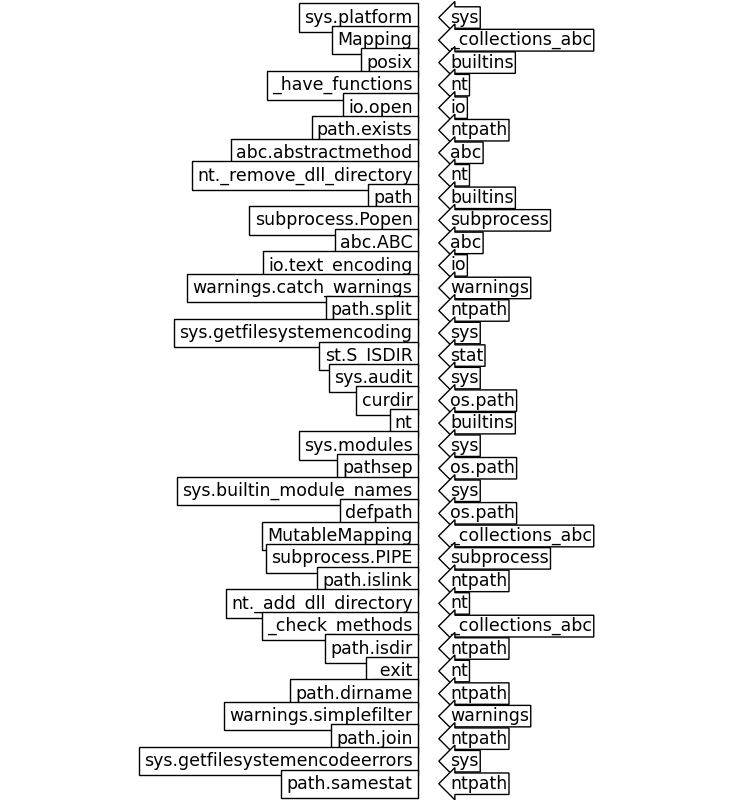 sys.platform sys
Mapping _collections_abc
posix builtins
_have_functions nt
io.open io
path.exists ntpath
abc.abstractmethod abc
nt._remove_dll_directory nt
path builtins
subprocess.Popen subprocess
abc.ABC abc
io.text_encoding io
warnings.catch_warnings warnings
path.split ntpath
sys.getfilesystemencoding sys
st.S_ISDIR stat
sys.audit sys
curdir os.path
nt builtins
sys.modules sys
pathsep os.path
sys.builtin_module_names sys
defpath os.path
MutableMapping _collections_abc
subprocess.PIPE subprocess
path.islink ntpath
nt._add_dll_directory nt
_check_methods _collections_abc
path.isdir ntpath
exit nt
path.dirname ntpath
warnings.simplefilter warnings
path.join ntpath
sys.getfilesystemencodeerrors sys
path.samestat ntpath